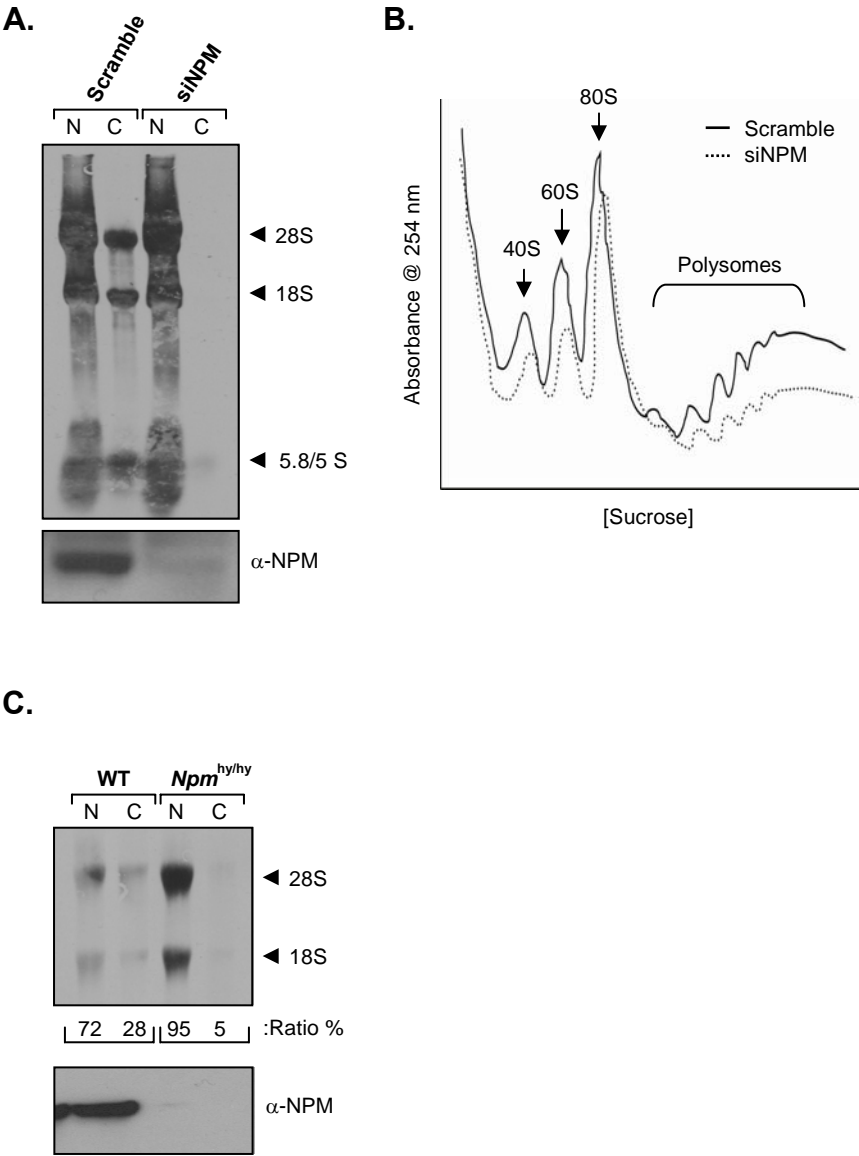 A.
Scramble siNPM
N C N C
28S
18S
5.8/5 S
α-NPM
B.
80S
60S
40S
Scramble
siNPM
Polysomes
Absorbance @ 254 nm
[Sucrose]
C.
WT Npm hy/hy
N C N C
28S
18S
72 28 95 5 :Ratio %
α-NPM